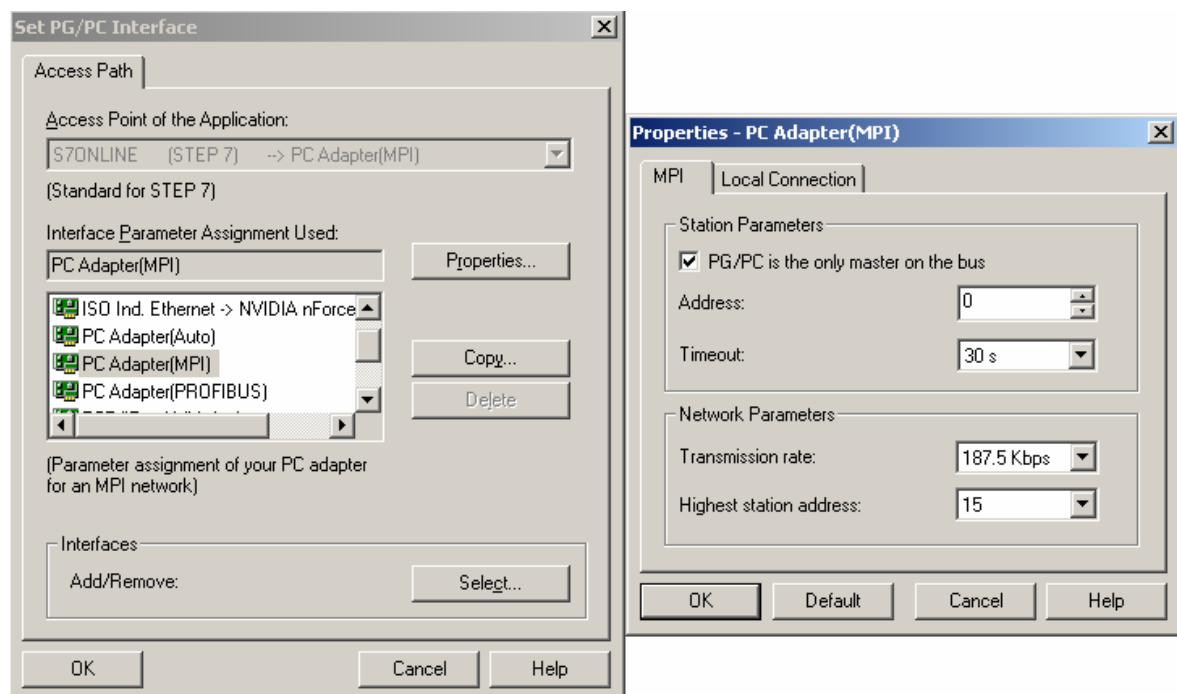 Set PG/PC Interface
Access Path
Access Point of the Application:
S7ONLINE (STEP 7) --> PC Adapter(MPI)
(Standard for STEP 7)
Interface Parameter Assignment Used:
PC Adapter(MPI)
Properties...
ISO Ind. Ethernet -> NVIDIA nForce
PC Adapter(Auto)
PC Adapter(MPI)
PC Adapter(PROFIBUS)
Copy...
Delete
(Parameter assignment of your PC adapter
for an MPI network)
Interfaces
Add/Remove:
Select...
OK
Cancel
Help
Properties - PC Adapter(MPI)
MPI
Local Connection
Station Parameters
PG/PC is the only master on the bus
Address:
0
Timeout:
30 s
Network Parameters
Transmission rate:
187.5 Kbps
Highest station address:
15
OK
Default
Cancel
Help